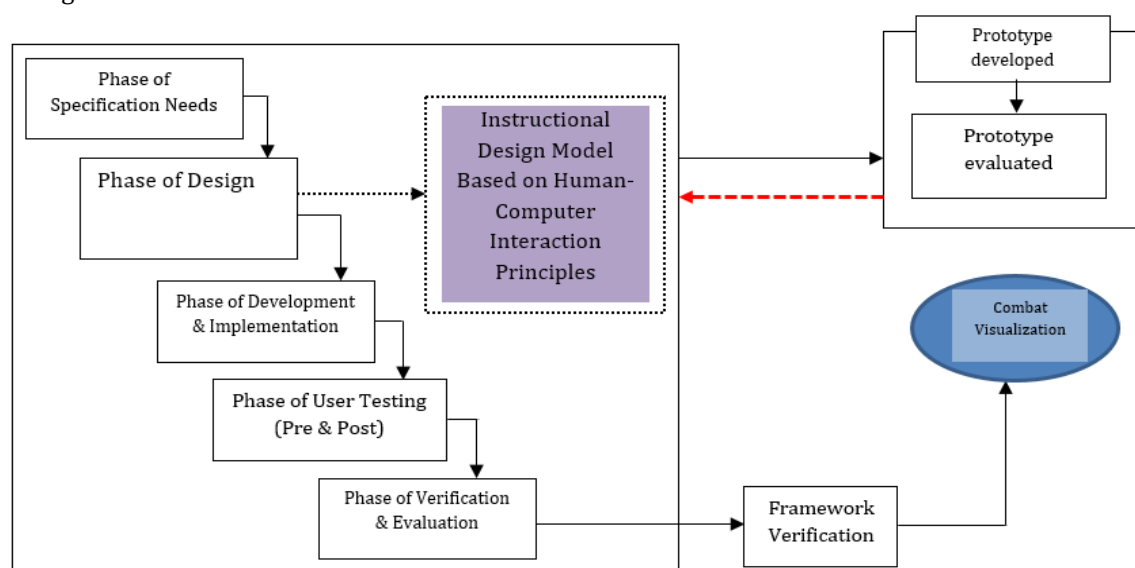 Phase of
Specification Needs
Phase of Design
Phase of Development
& Implementation
Phase of User Testing
(Pre & Post)
Phase of Verification
& Evaluation
Instructional
Design Model
Based on Human-
Computer
Interaction
Principles
Prototype
developed
Prototype
evaluated
Framework
Verification
Combat
Visualization